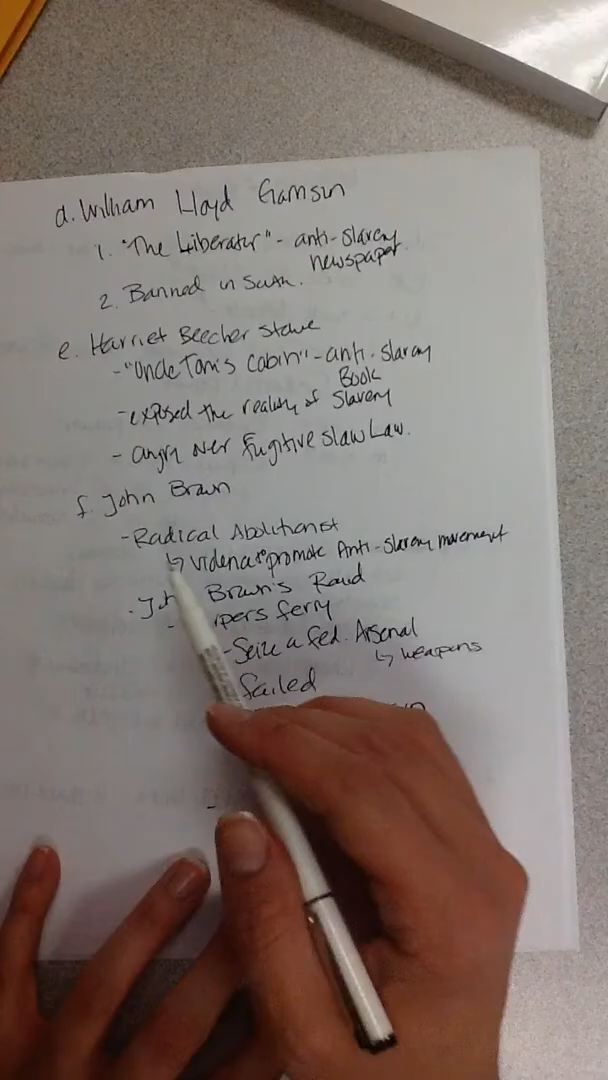 d. William Lloyd Garrison
1. "The Liberator" - anti-slavery
newspaper.
2. Banned in South.
e. Harriet Beecher Stowe
- "Uncle Tom's Cabin" - anti-slavery
Book
- exposed the reality of Slavery
- angry over Fugitive Slave Law.
f. John Brown
- Radical Abolitionist
↳ violence to promote Anti-slavery movement
- Brown's Raid
- pers ferry
- Seize a fed. Arsenal
↳ weapons
failed